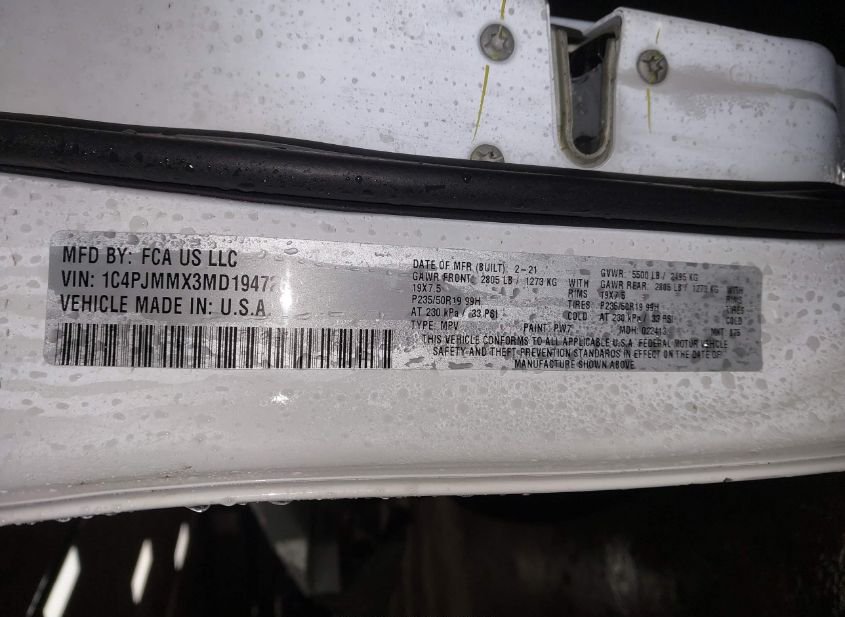 MFD BY: FCA US LLC
VIN: 1C4PJMMX3MD19472
VEHICLE MADE IN: U.S.A.
DATE OF MFR (BUILT): 2-21
GAWR FRONT: 2805 LB / 1273 KG WITH
19X7.5 RIMS
P235/50R19 99H TIRES:
AT 230 kPa / 33 PSI COLD
TYPE: MPV PAINT: PW7
GVWR: 5500 LB / 2495 KG
GAWR REAR: 2805 LB / 1273 KG WITH
19X7.5 RIMS
P235/50R19 99H TIRES
AT 230 kPa / 33 PSI COLD
MDH: 022413
THIS VEHICLE CONFORMS TO ALL APPLICABLE U.S.A. FEDERAL MOTOR VEHICLE
SAFETY AND THEFT PREVENTION STANDARDS IN EFFECT ON THE DATE OF
MANUFACTURE SHOWN ABOVE